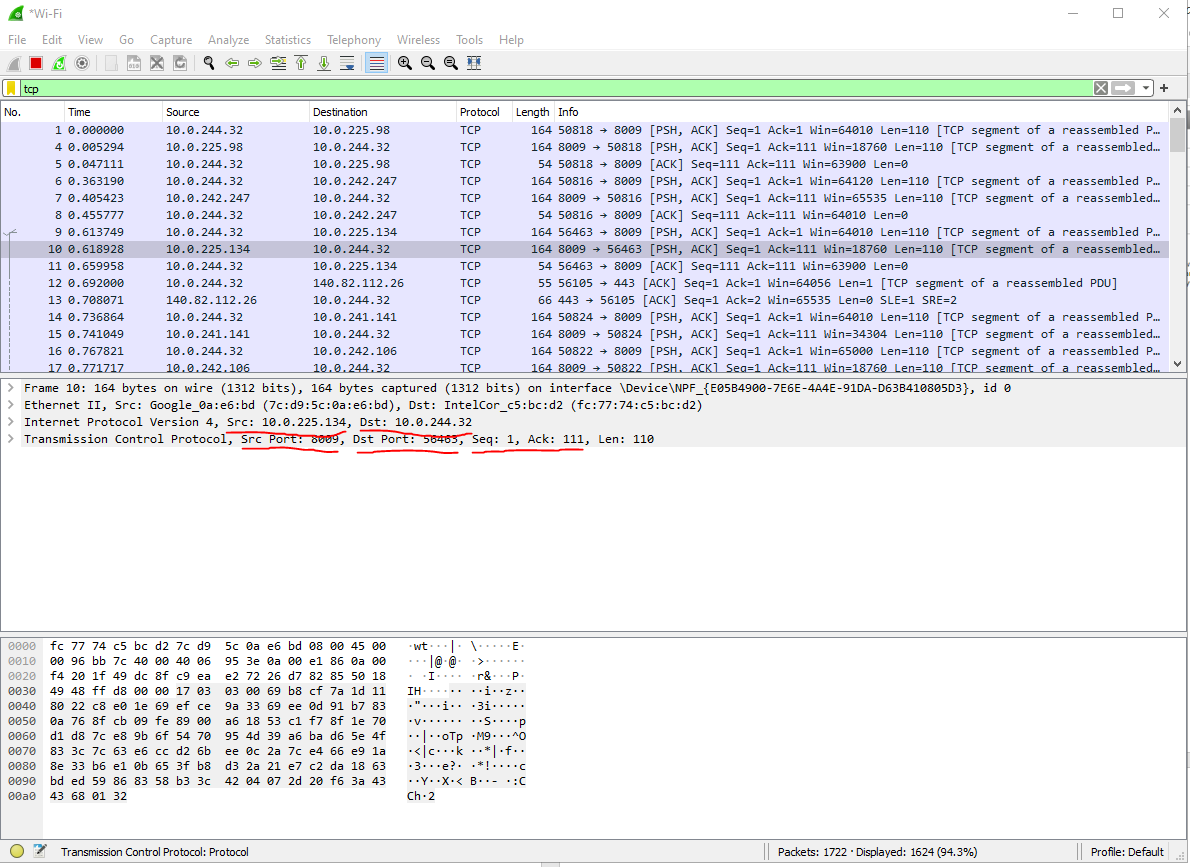 *Wi-Fi
File Edit View Go Capture Analyze Statistics Telephony Wireless Tools Help
tcp
No. Time Source Destination Protocol Length Info
1 0.000000 10.0.244.32 10.0.225.98 TCP 164 50818 → 8009 [PSH, ACK] Seq=1 Ack=1 Win=64010 Len=110 [TCP segment of a reassembled P…
4 0.005294 10.0.225.98 10.0.244.32 TCP 164 8009 → 50818 [PSH, ACK] Seq=1 Ack=111 Win=18760 Len=110 [TCP segment of a reassembled…
5 0.047111 10.0.244.32 10.0.225.98 TCP 54 50818 → 8009 [ACK] Seq=111 Ack=111 Win=63900 Len=0
6 0.363190 10.0.244.32 10.0.242.247 TCP 164 50816 → 8009 [PSH, ACK] Seq=1 Ack=1 Win=64120 Len=110 [TCP segment of a reassembled P…
7 0.405423 10.0.242.247 10.0.244.32 TCP 164 8009 → 50816 [PSH, ACK] Seq=1 Ack=111 Win=65535 Len=110 [TCP segment of a reassembled…
8 0.455777 10.0.244.32 10.0.242.247 TCP 54 50816 → 8009 [ACK] Seq=111 Ack=111 Win=64010 Len=0
9 0.613749 10.0.244.32 10.0.225.134 TCP 164 56463 → 8009 [PSH, ACK] Seq=1 Ack=1 Win=64010 Len=110 [TCP segment of a reassembled P…
10 0.618928 10.0.225.134 10.0.244.32 TCP 164 8009 → 56463 [PSH, ACK] Seq=1 Ack=111 Win=18760 Len=110 [TCP segment of a reassembled…
11 0.659958 10.0.244.32 10.0.225.134 TCP 54 56463 → 8009 [ACK] Seq=111 Ack=111 Win=63900 Len=0
12 0.692000 10.0.244.32 140.82.112.26 TCP 55 56105 → 443 [ACK] Seq=1 Ack=1 Win=64056 Len=1 [TCP segment of a reassembled PDU]
13 0.708071 140.82.112.26 10.0.244.32 TCP 66 443 → 56105 [ACK] Seq=1 Ack=2 Win=65535 Len=0 SLE=1 SRE=2
14 0.736864 10.0.244.32 10.0.241.141 TCP 164 50824 → 8009 [PSH, ACK] Seq=1 Ack=1 Win=64010 Len=110 [TCP segment of a reassembled P…
15 0.741049 10.0.241.141 10.0.244.32 TCP 164 8009 → 50824 [PSH, ACK] Seq=1 Ack=111 Win=34304 Len=110 [TCP segment of a reassembled…
16 0.767821 10.0.244.32 10.0.242.106 TCP 164 50822 → 8009 [PSH, ACK] Seq=1 Ack=1 Win=65000 Len=110 [TCP segment of a reassembled P…
17 0.771717 10.0.242.106 10.0.244.32 TCP 164 8009 → 50822 [PSH, ACK] Seq=1 Ack=111 Win=18760 Len=110 [TCP segment of a reassembled…
Frame 10: 164 bytes on wire (1312 bits), 164 bytes captured (1312 bits) on interface \Device\NPF_{E05B4900-7E6E-4A4E-91DA-D63B410805D3}, id 0
Ethernet II, Src: Google_0a:e6:bd (7c:d9:5c:0a:e6:bd), Dst: IntelCor_c5:bc:d2 (fc:77:74:c5:bc:d2)
Internet Protocol Version 4, Src: 10.0.225.134, Dst: 10.0.244.32
Transmission Control Protocol, Src Port: 8009, Dst Port: 56463, Seq: 1, Ack: 111, Len: 110
0000 fc 77 74 c5 bc d2 7c d9 5c 0a e6 bd 08 00 45 00 ·wt···|· \·····E·
0010 00 96 bb 7c 40 00 40 06 95 3e 0a 00 e1 86 0a 00 ···|@·@· ·>······
0020 f4 20 1f 49 dc 8f c9 ea e2 72 26 d7 82 85 50 18 · ·I···· ·r&···P·
0030 49 48 ff d8 00 00 17 03 03 00 69 b8 cf 7a 1d 11 IH······ ··i··z··
0040 80 22 c8 e0 1e 69 ef ce 9a 33 69 ee 0d 91 b7 83 ·"···i·· ·3i·····
0050 0a 76 8f cb 09 fe 89 00 a6 18 53 c1 f7 8f 1e 70 ·v······ ··S····p
0060 d1 d8 7c e8 9b 6f 54 70 95 4d 39 a6 ba d6 5e 4f ··|··oTp ·M9···^O
0070 83 3c 7c 63 e6 cc d2 6b ee 0c 2a 7c e4 66 e9 1a ·<|c···k ··*|·f··
0080 8e 33 b6 e1 0b 65 3f b8 d3 2a 21 e7 c2 da 18 63 ·3···e?· ·*!····c
0090 bd ed 59 86 83 58 b3 3c 42 04 07 2d 20 f6 3a 43 ··Y··X·< B··- ·:C
00a0 43 68 01 32 Ch·2
Transmission Control Protocol: Protocol Packets: 1722 · Displayed: 1624 (94.3%) Profile: Default